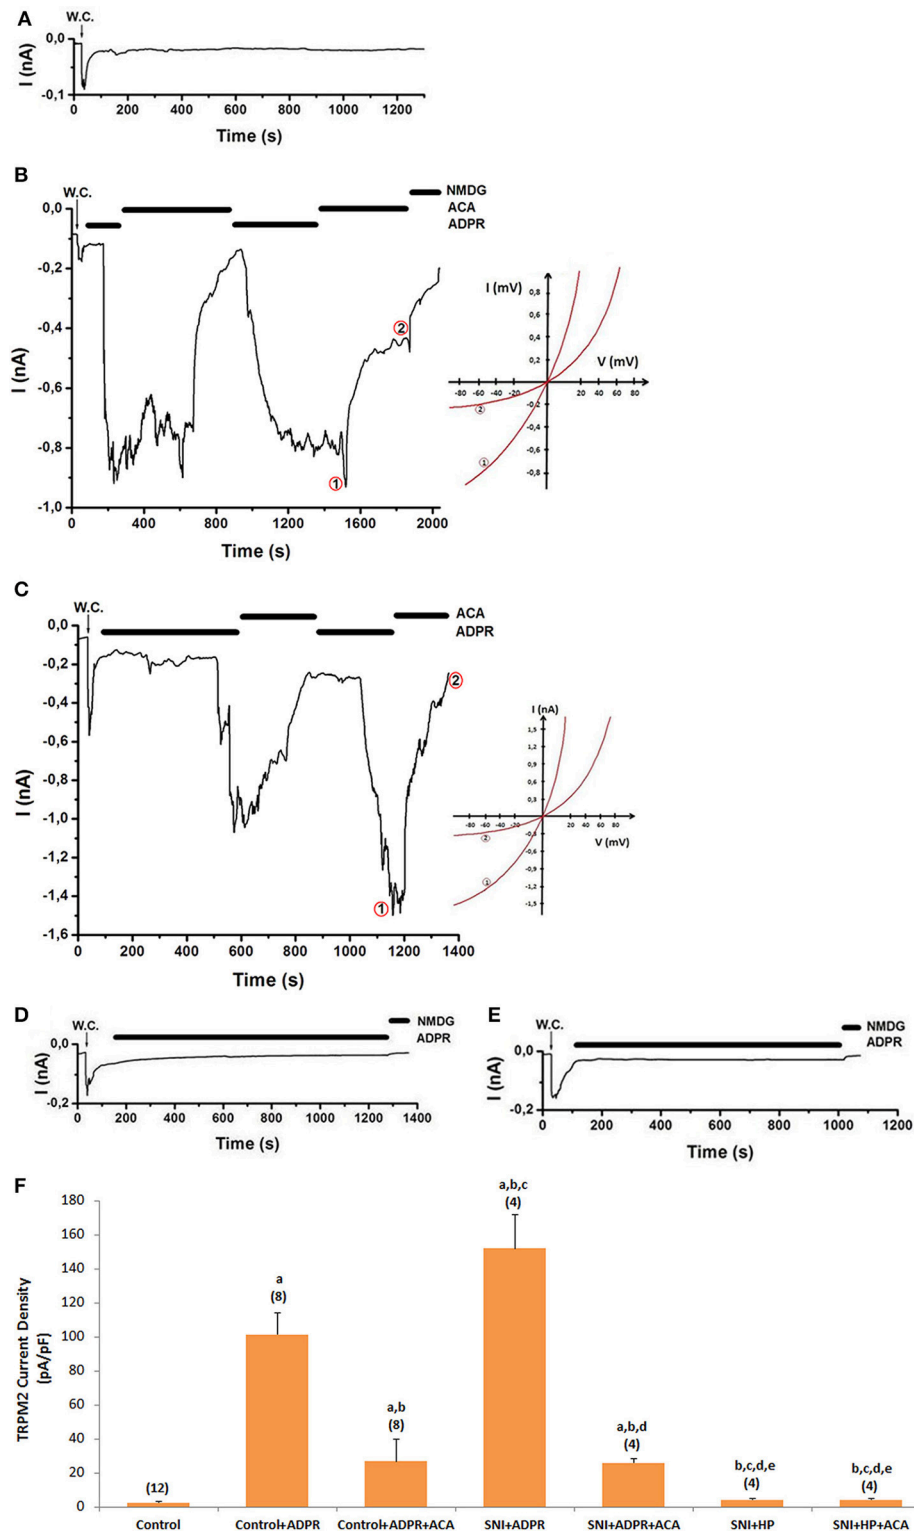 A
W.C.
0,0
-0,1
I (nA)
0 200 400 600 800 1000 1200
Time (s)
B
W.C.
NMDG
ACA
ADPR
0,0
-0,2
-0,4
-0,6
-0,8
-1,0
I (nA)
2
1
0 400 800 1200 1600 2000
Time (s)
I (mV)
0,8
0,6
0,4
0,2
V (mV)
-80 -60 -40 -20 20 40 60 80
-0,2
-0,4
-0,6
-0,8
2
1
C
W.C.
ACA
ADPR
0,0
-0,2
-0,4
-0,6
-0,8
-1,0
-1,2
-1,4
-1,6
I (nA)
2
1
0 200 400 600 800 1000 1200 1400
Time (s)
I (nA)
1,5
1,2
0,9
0,6
0,3
-80 -60 -40 -20 20 40 60 80
V (mV)
-0,3
-0,6
-0,9
-1,2
-1,5
2
1
D
W.C.
NMDG
ADPR
0,0
-0,2
I (nA)
0 200 400 600 800 1000 1200 1400
Time (s)
E
W.C.
NMDG
ADPR
0,0
-0,2
I (nA)
0 200 400 600 800 1000 1200
Time (s)
F
TRPM2 Current Density
(pA/pF)
180
160
140
120
100
80
60
40
20
0
(12)
a
(8)
a,b
(8)
a,b,c
(4)
a,b,d
(4)
b,c,d,e
(4)
b,c,d,e
(4)
Control Control+ADPR Control+ADPR+ACA SNI+ADPR SNI+ADPR+ACA SNI+HP SNI+HP+ACA